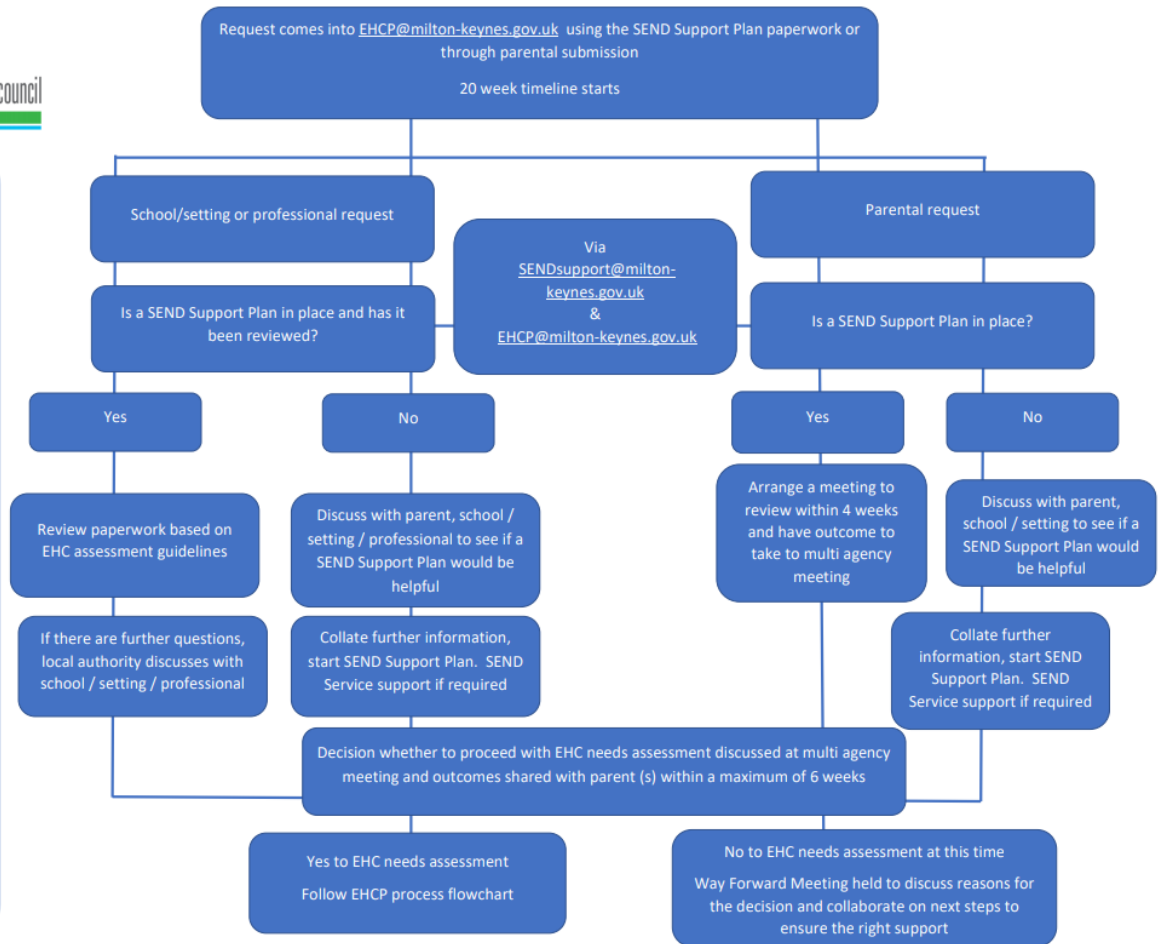 Request comes into EHCP@milton-keynes.gov.uk using the SEND Support Plan paperwork or
through parental submission
20 week timeline starts
council
School/setting or professional request
Parental request
Via
SENDsupport@milton-
keynes.gov.uk
&
EHCP@milton-keynes.gov.uk
Is a SEND Support Plan in place and has it
been reviewed?
Is a SEND Support Plan in place?
Yes
No
Yes
No
Review paperwork based on
EHC assessment guidelines
Discuss with parent, school /
setting / professional to see if a
SEND Support Plan would be
helpful
Arrange a meeting to
review within 4 weeks
and have outcome to
take to multi agency
meeting
Discuss with parent,
school / setting to see if a
SEND Support Plan would
be helpful
If there are further questions,
local authority discusses with
school / setting / professional
Collate further information,
start SEND Support Plan. SEND
Service support if required
Collate further
information, start SEND
Support Plan. SEND
Service support if required
Decision whether to proceed with EHC needs assessment discussed at multi agency
meeting and outcomes shared with parent (s) within a maximum of 6 weeks
Yes to EHC needs assessment
Follow EHCP process flowchart
No to EHC needs assessment at this time
Way Forward Meeting held to discuss reasons for
the decision and collaborate on next steps to
ensure the right support